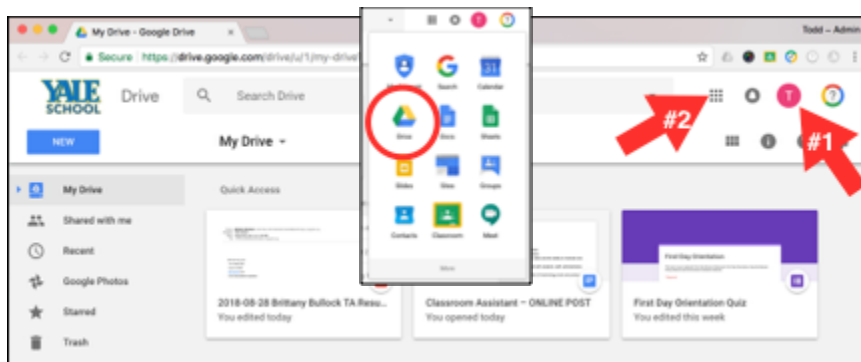 My Drive - Google Drive
Todd - Admin
Secure https://drive.google.com/drive/u/1/my-drive
YALE
SCHOOL
Drive
Search Drive
T
#2
#1
NEW
My Drive
My Drive
Shared with me
Recent
Google Photos
Starred
Trash
Quick Access
2018-08-28 Brittany Bullock TA Resu...
You edited today
Classroom Assistant – ONLINE POST
You opened today
First Day Orientation
First Day Orientation Quiz
You edited this week
T
Search
Calendar
31
Drive
Docs
Sheets
Slides
Sites
Groups
Contacts
Classroom
Meet
More